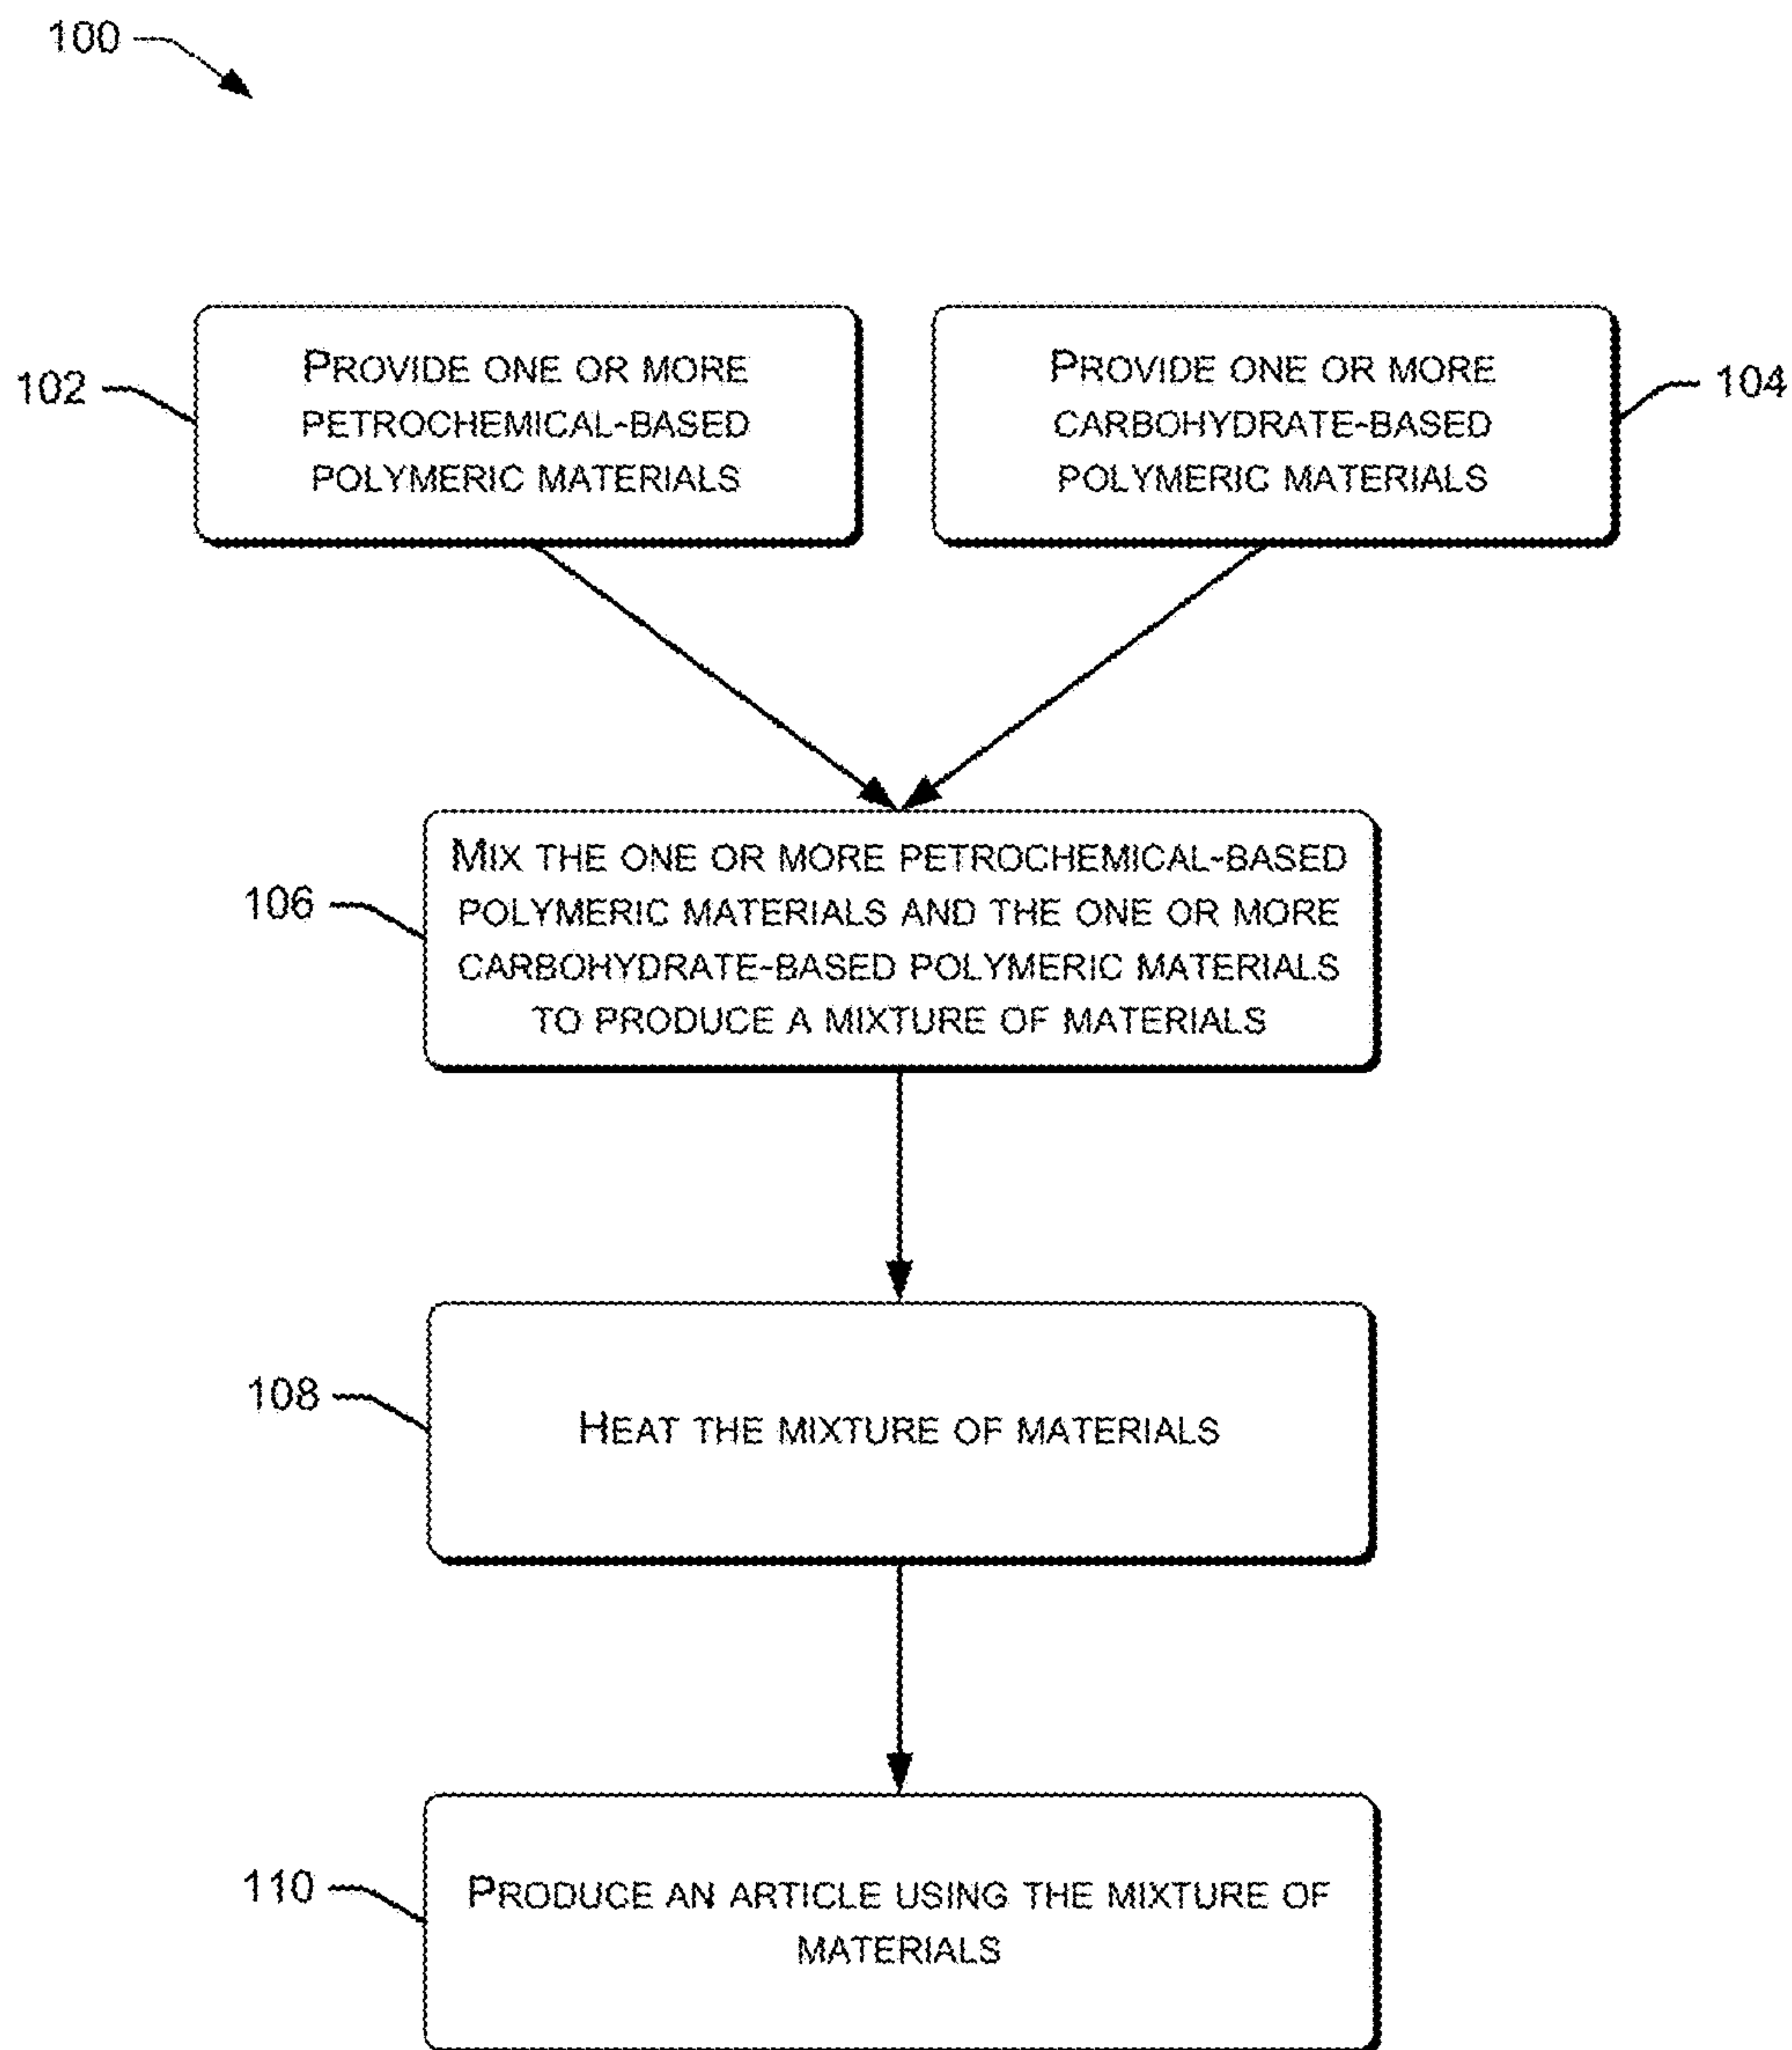 100
PROVIDE ONE OR MORE
PETROCHEMICAL-BASED
POLYMERIC MATERIALS
102
PROVIDE ONE OR MORE
CARBOHYDRATE-BASED
POLYMERIC MATERIALS
104
MIX THE ONE OR MORE PETROCHEMICAL-BASED
POLYMERIC MATERIALS AND THE ONE OR MORE
CARBOHYDRATE-BASED POLYMERIC MATERIALS
TO PRODUCE A MIXTURE OF MATERIALS
106
HEAT THE MIXTURE OF MATERIALS
108
PRODUCE AN ARTICLE USING THE MIXTURE OF
MATERIALS
110